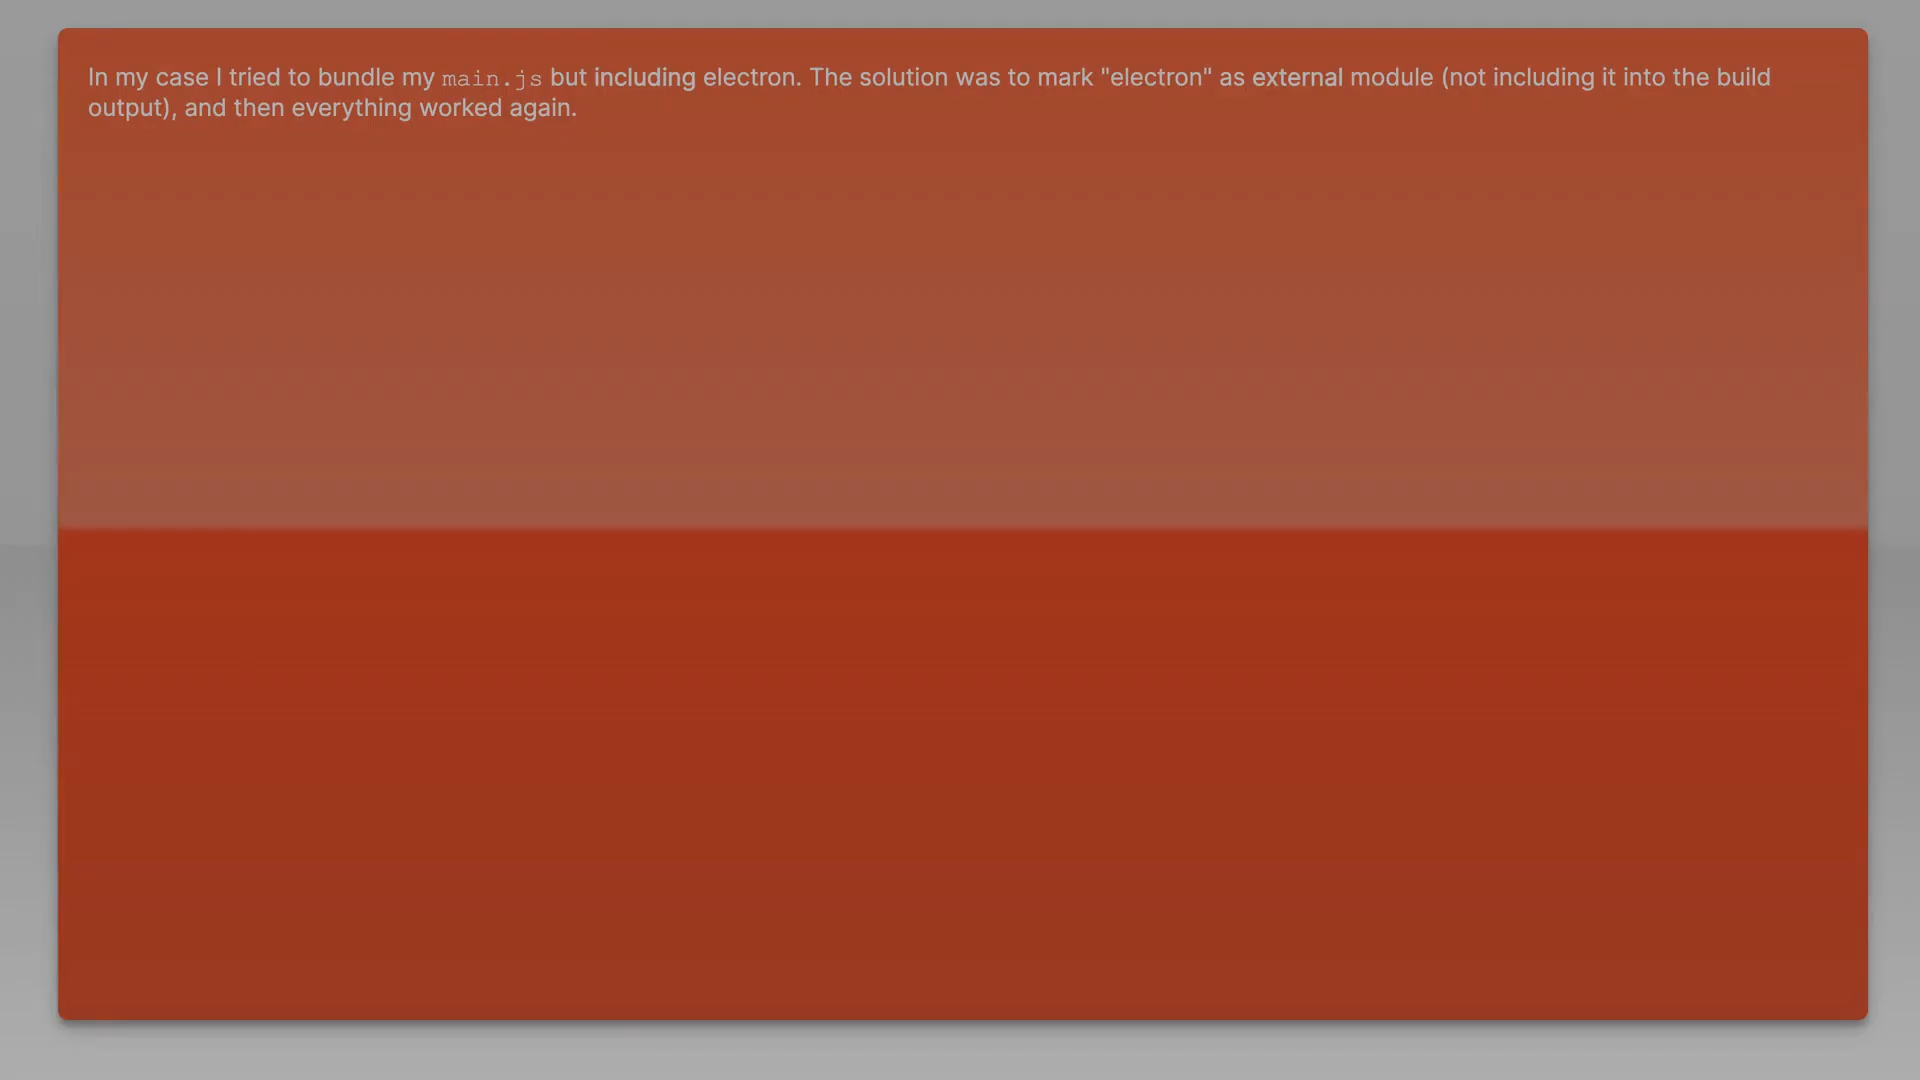 In my case I tried to bundle my main.js but including electron. The solution was to mark "electron" as external module (not including it into the build
output), and then everything worked again.